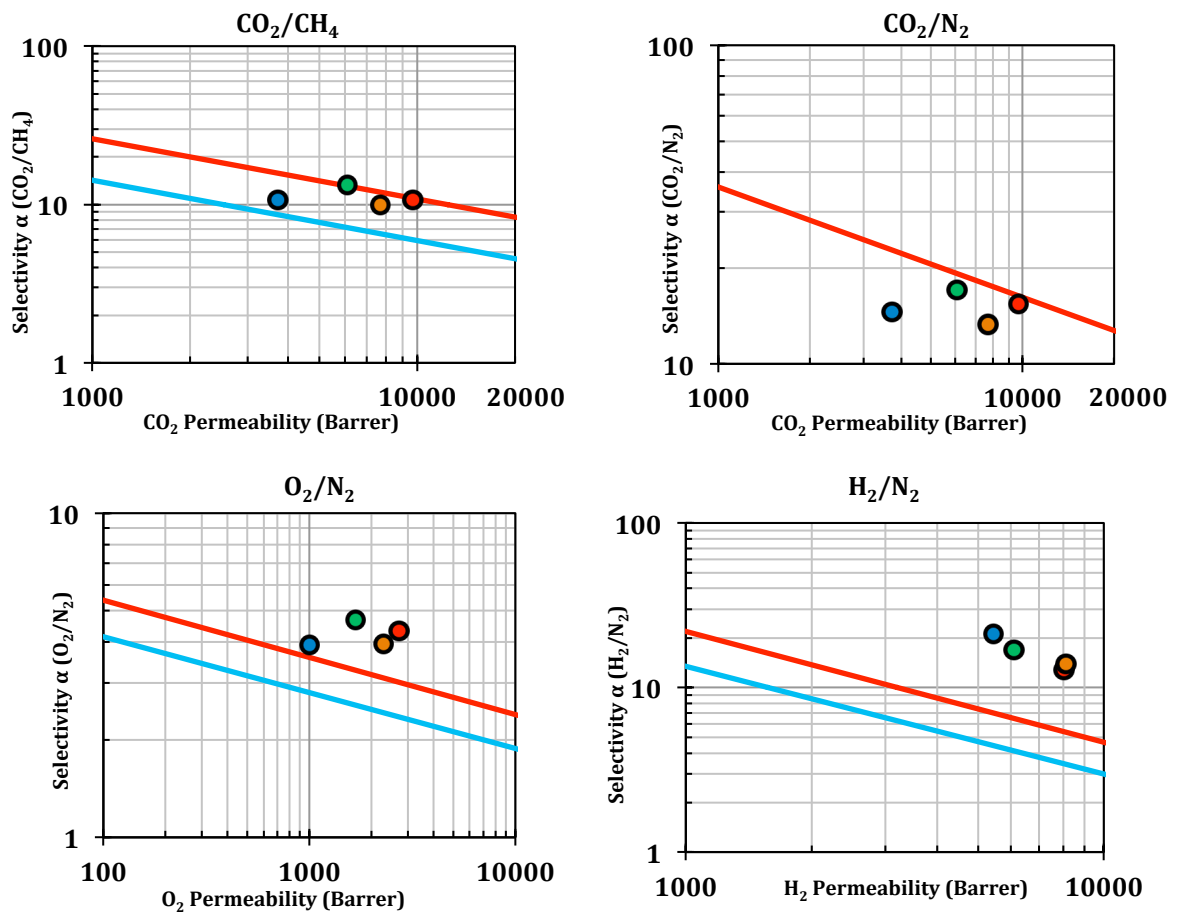 CO₂/CH₄
100
10
1
Selectivity α (CO₂/CH₄)
1000
10000
20000
CO₂ Permeability (Barrer)
CO₂/N₂
100
10
Selectivity α (CO₂/N₂)
1000
10000
20000
CO₂ Permeability (Barrer)
O₂/N₂
10
1
Selectivity α (O₂/N₂)
100
1000
10000
O₂ Permeability (Barrer)
H₂/N₂
100
10
1
Selectivity α (H₂/N₂)
1000
10000
H₂ Permeability (Barrer)